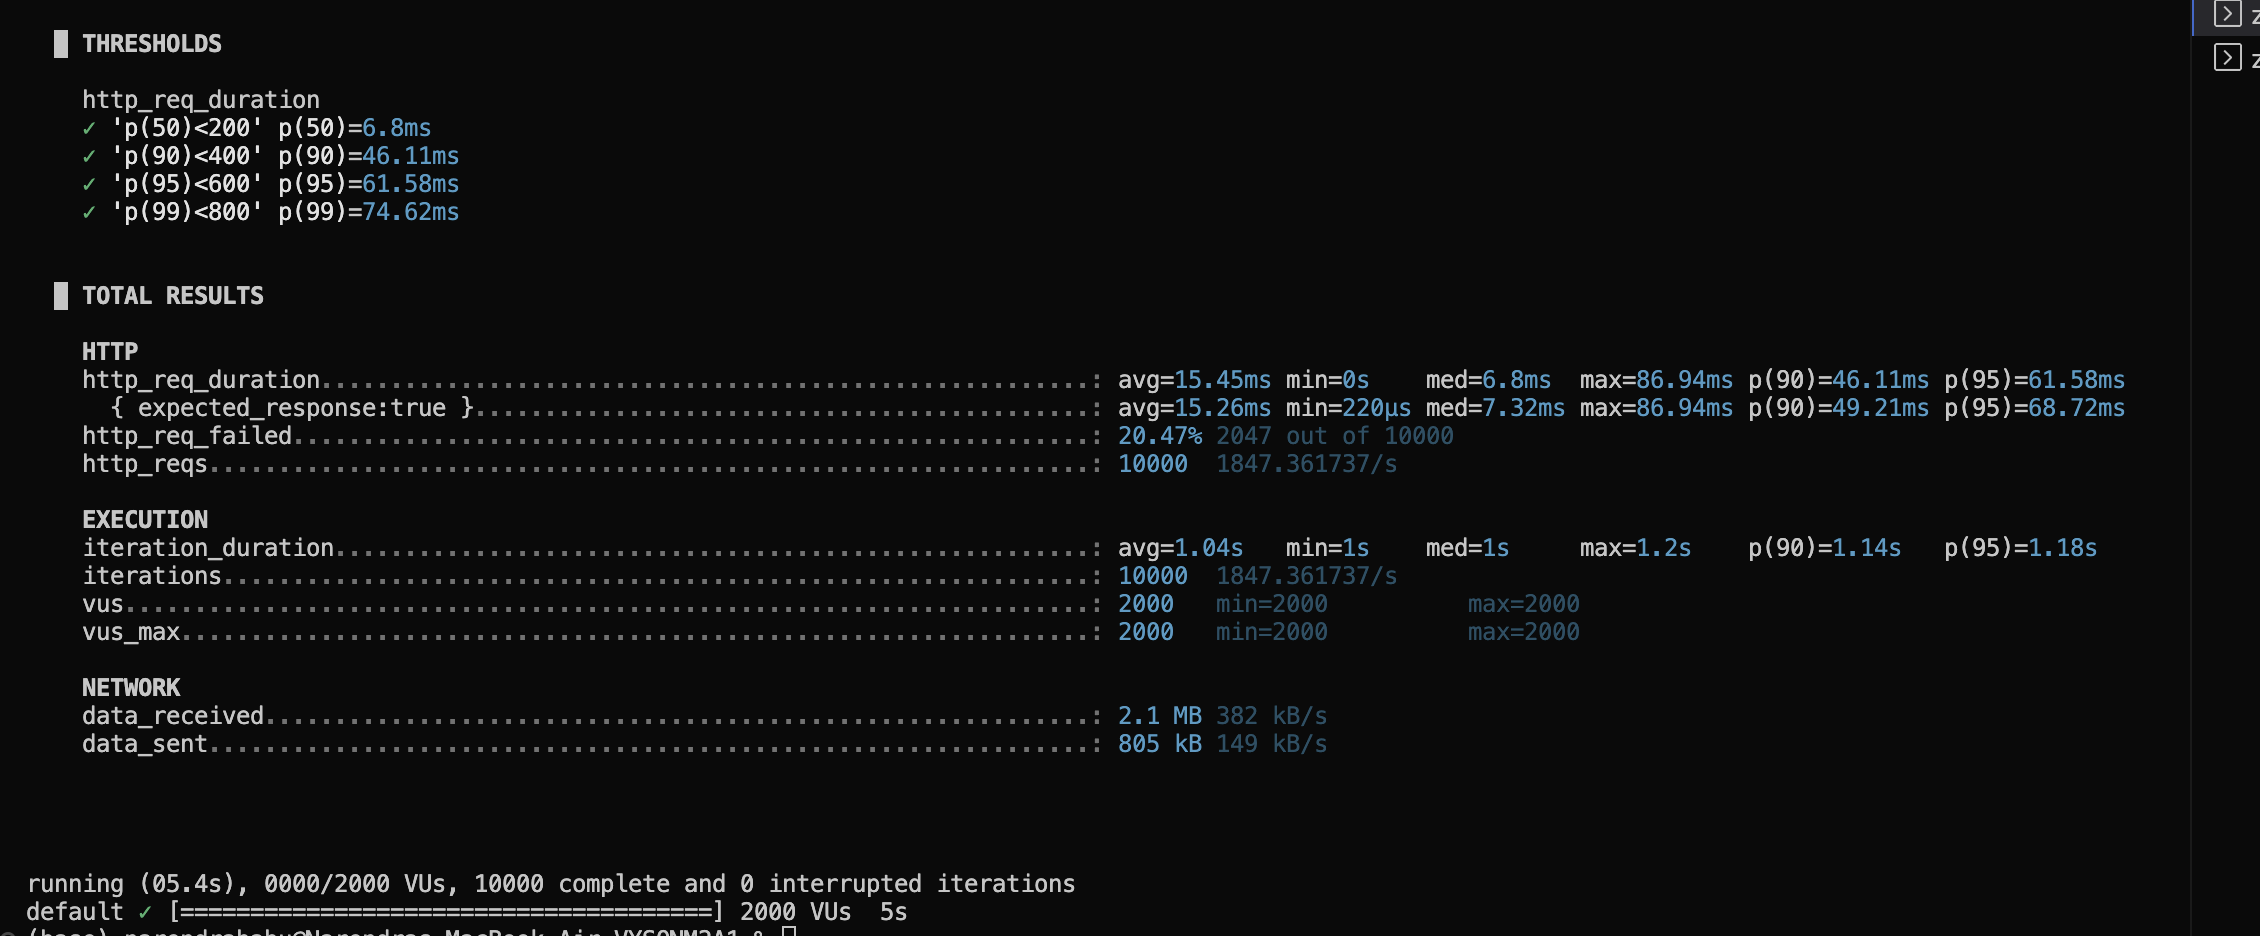 THRESHOLDS
http_req_duration
✓ 'p(50)<200' p(50)=6.8ms
✓ 'p(90)<400' p(90)=46.11ms
✓ 'p(95)<600' p(95)=61.58ms
✓ 'p(99)<800' p(99)=74.62ms
TOTAL RESULTS
HTTP
http_req_duration.......................................................: avg=15.45ms min=0s    med=6.8ms  max=86.94ms p(90)=46.11ms p(95)=61.58ms
{ expected_response:true }............................................: avg=15.26ms min=220µs med=7.32ms max=86.94ms p(90)=49.21ms p(95)=68.72ms
http_req_failed.........................................................: 20.47% 2047 out of 10000
http_reqs...............................................................: 10000  1847.361737/s
EXECUTION
iteration_duration......................................................: avg=1.04s   min=1s    med=1s     max=1.2s    p(90)=1.14s   p(95)=1.18s
iterations..............................................................: 10000  1847.361737/s
vus.....................................................................: 2000   min=2000          max=2000
vus_max.................................................................: 2000   min=2000          max=2000
NETWORK
data_received...........................................................: 2.1 MB 382 kB/s
data_sent...............................................................: 805 kB 149 kB/s
running (05.4s), 0000/2000 VUs, 10000 complete and 0 interrupted iterations
default ✓ [======================================] 2000 VUs  5s